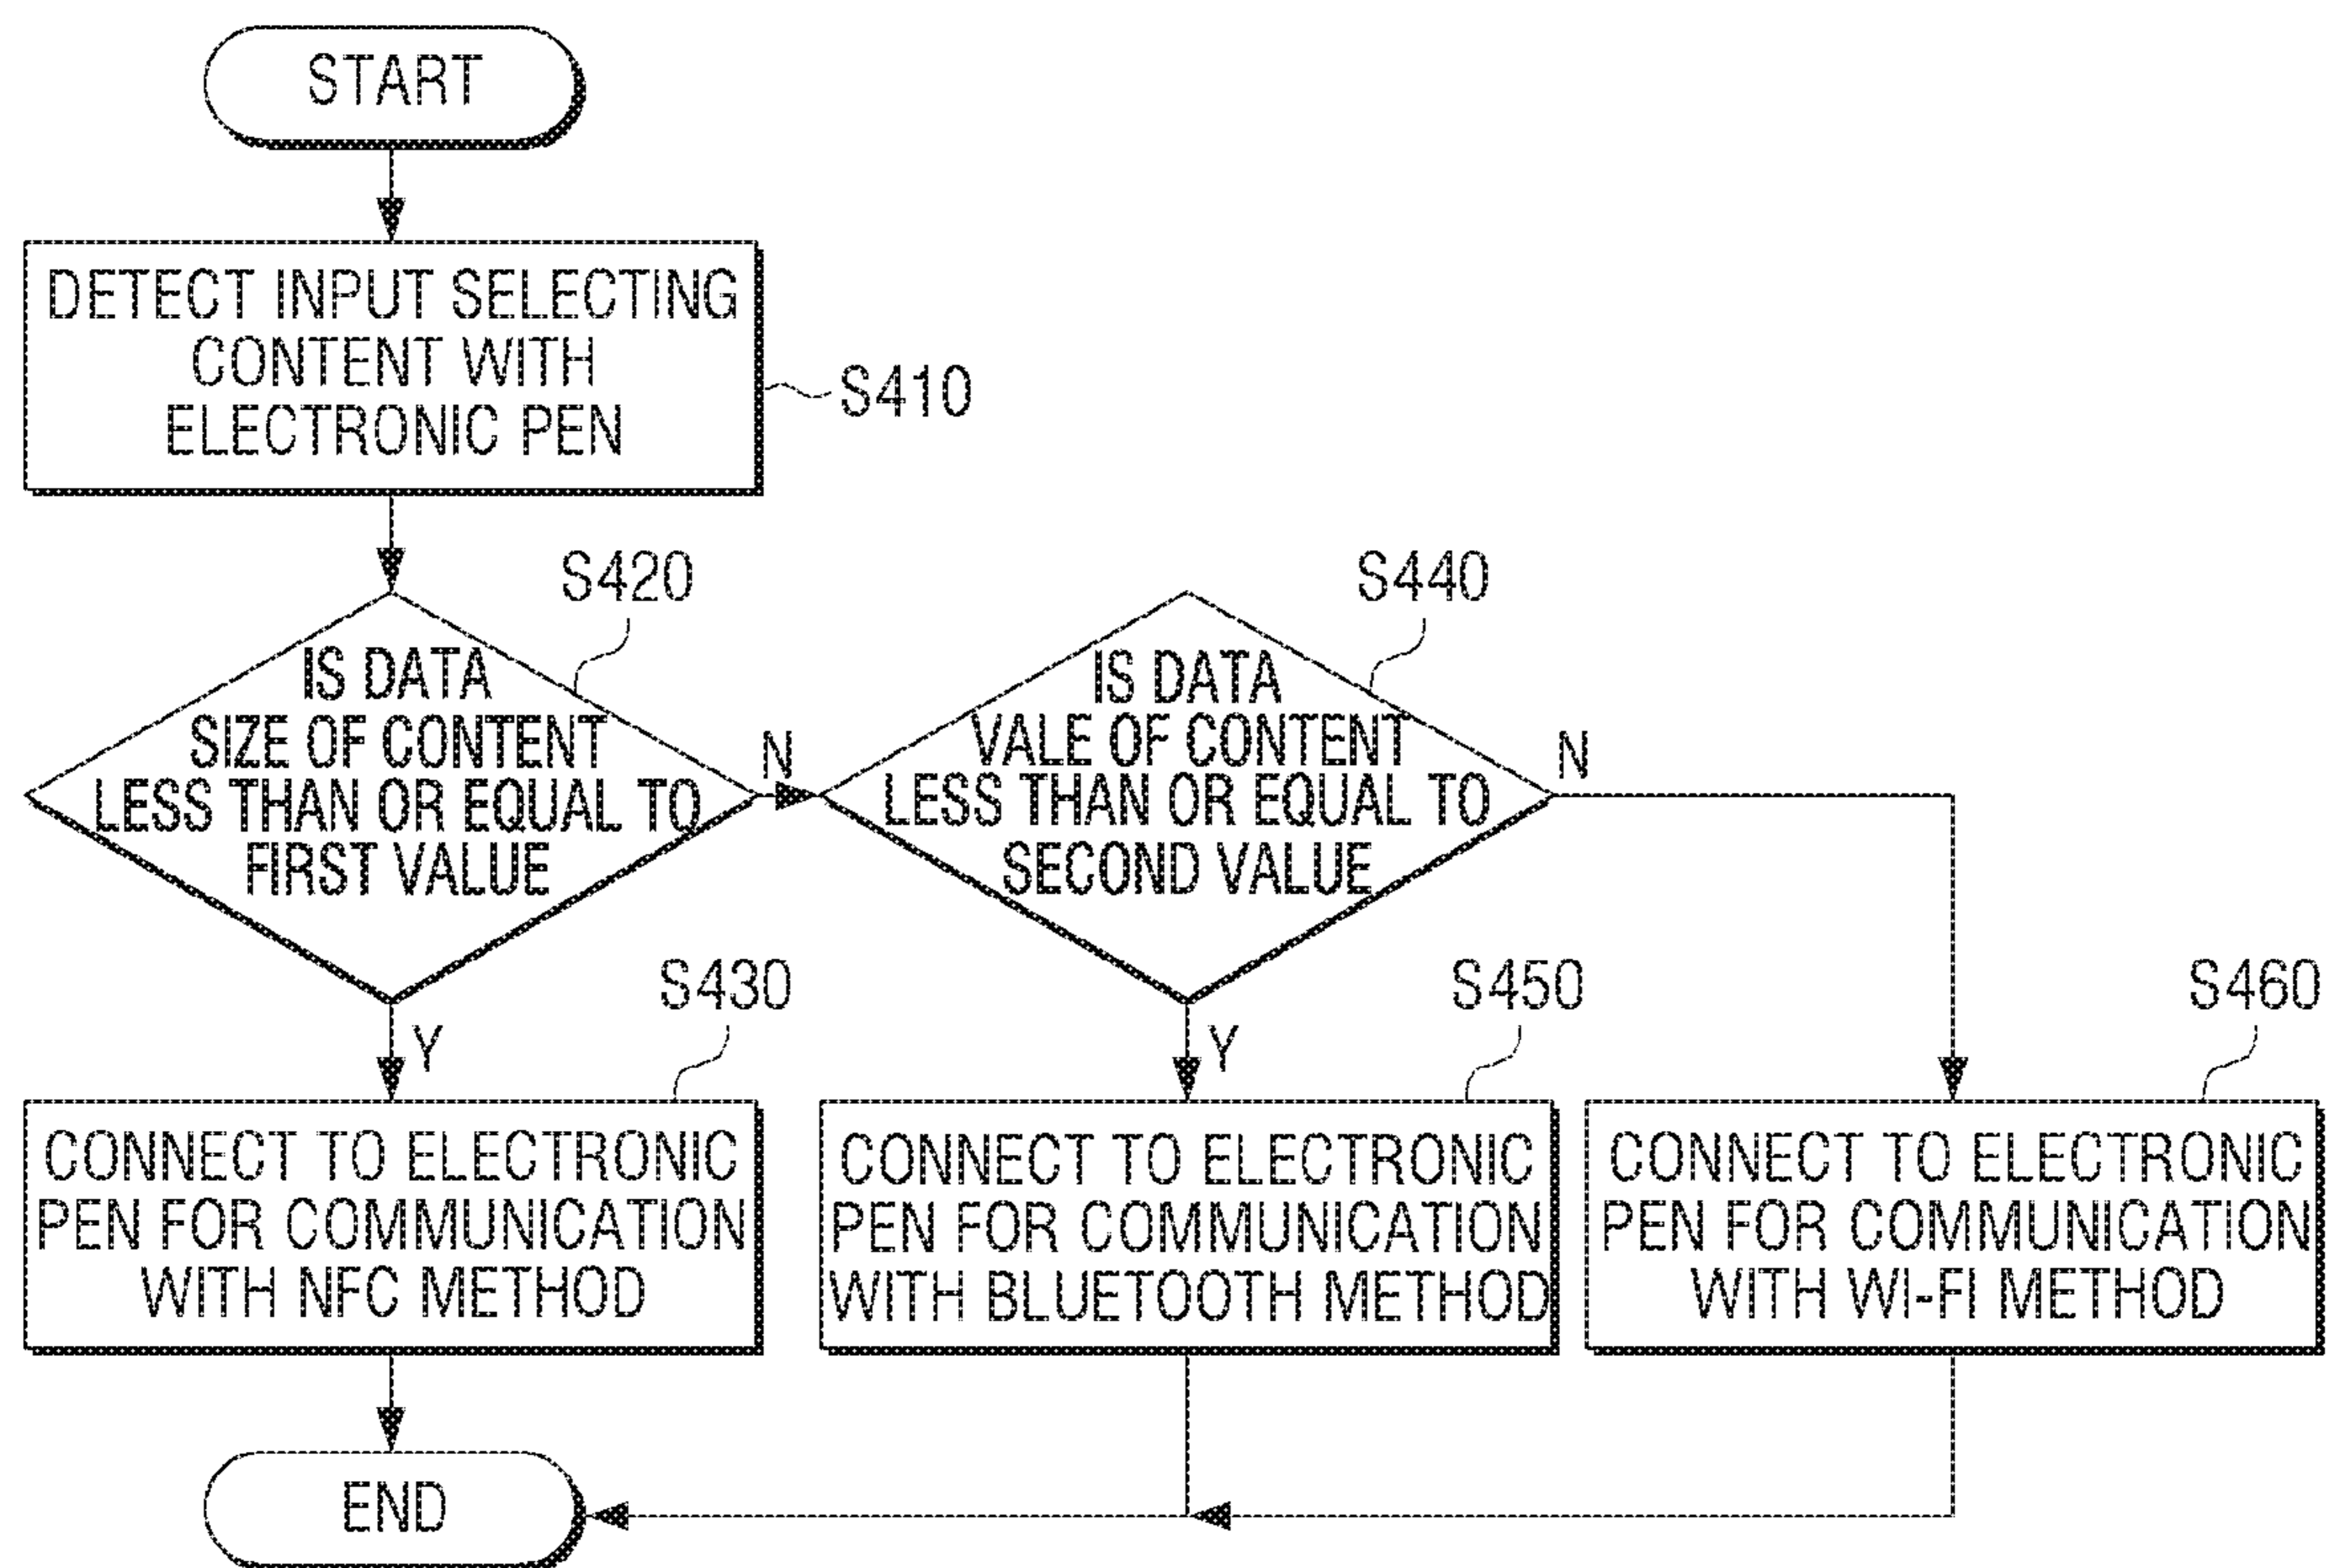 START
DETECT INPUT SELECTING
CONTENT WITH
ELECTRONIC PEN
S410
S420
IS DATA
SIZE OF CONTENT
LESS THAN OR EQUAL TO
FIRST VALUE
N
S440
IS DATA
VALE OF CONTENT
LESS THAN OR EQUAL TO
SECOND VALUE
N
Y
S430
CONNECT TO ELECTRONIC
PEN FOR COMMUNICATION
WITH NFC METHOD
Y
S450
CONNECT TO ELECTRONIC
PEN FOR COMMUNICATION
WITH BLUETOOTH METHOD
S460
CONNECT TO ELECTRONIC
PEN FOR COMMUNICATION
WITH WI-FI METHOD
END